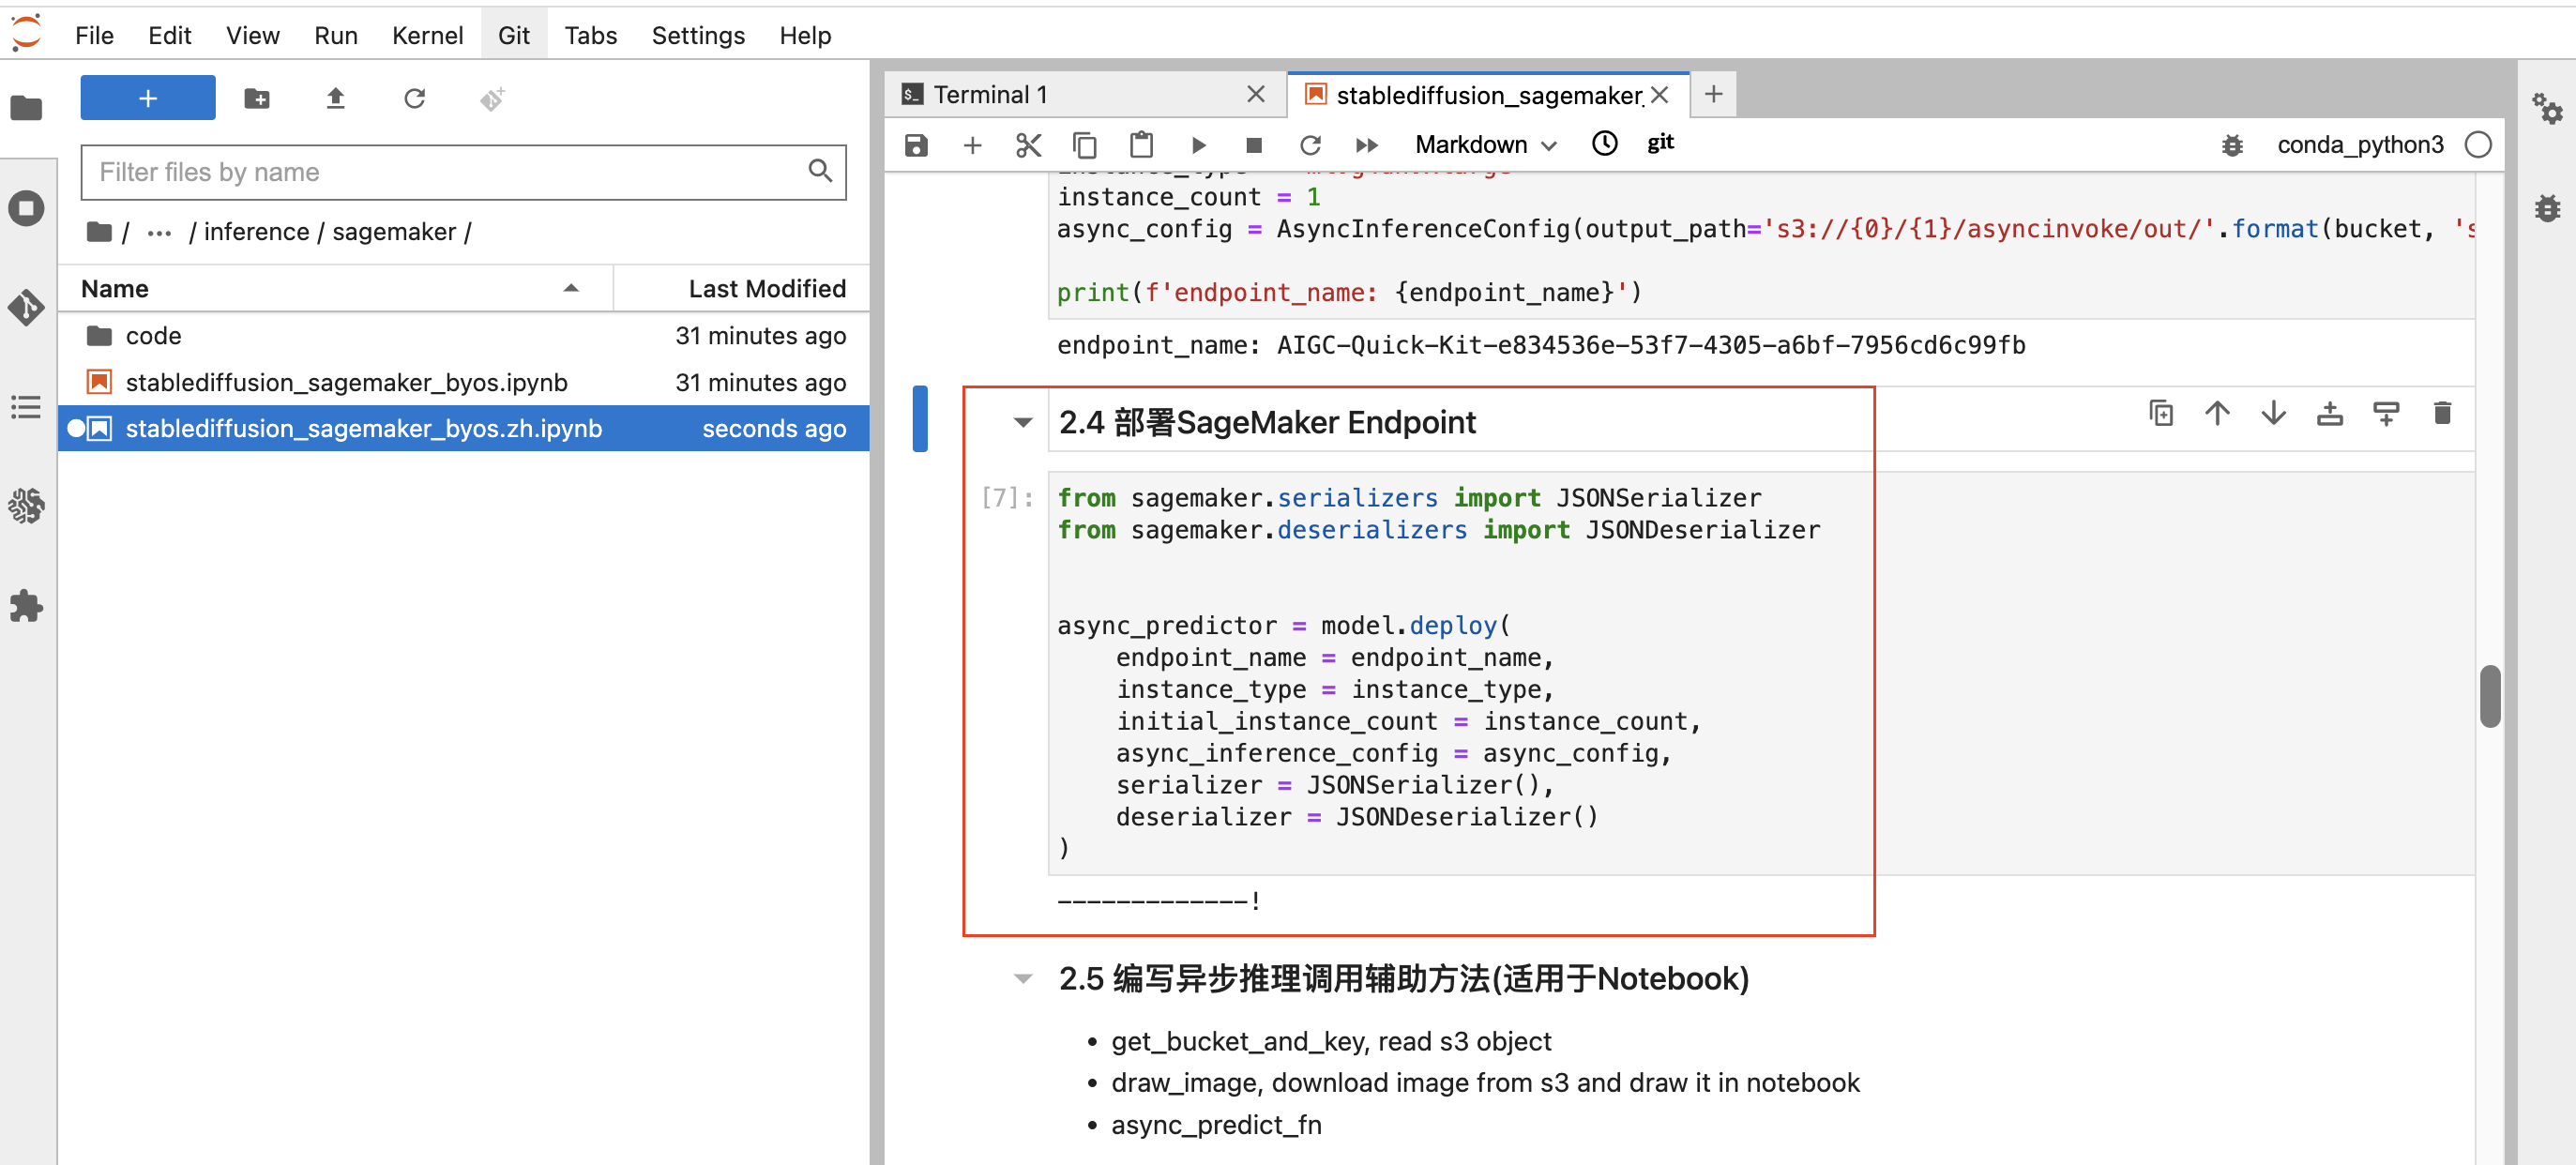 File Edit View Run Kernel Git Tabs Settings Help
+
Filter files by name
/ ··· / inference / sagemaker /
Name Last Modified
code 31 minutes ago
stablediffusion_sagemaker_byos.ipynb 31 minutes ago
stablediffusion_sagemaker_byos.zh.ipynb seconds ago
$_ Terminal 1
stablediffusion_sagemaker_
Markdown git conda_python3
instance_count = 1
async_config = AsyncInferenceConfig(output_path='s3://{0}/{1}/asyncinvoke/out/'.format(bucket, 's
print(f'endpoint_name: {endpoint_name}')
endpoint_name: AIGC-Quick-Kit-e834536e-53f7-4305-a6bf-7956cd6c99fb
2.4 部署SageMaker Endpoint
[7]:
from sagemaker.serializers import JSONSerializer
from sagemaker.deserializers import JSONDeserializer
async_predictor = model.deploy(
endpoint_name = endpoint_name,
instance_type = instance_type,
initial_instance_count = instance_count,
async_inference_config = async_config,
serializer = JSONSerializer(),
deserializer = JSONDeserializer()
)
-------------!
2.5 编写异步推理调用辅助方法(适用于Notebook)
• get_bucket_and_key, read s3 object
• draw_image, download image from s3 and draw it in notebook
• async_predict_fn